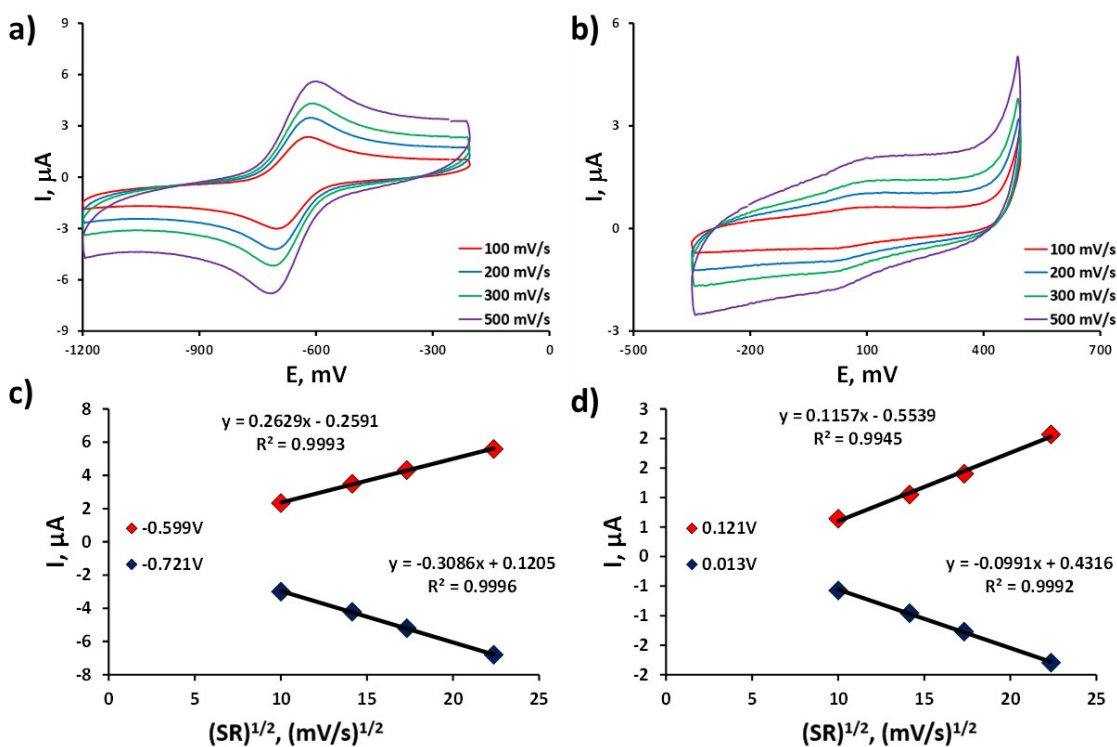 a)
9
6
3
0
-3
-6
-9
I, µA
-1200
-900
-600
-300
0
E, mV
100 mV/s
200 mV/s
300 mV/s
500 mV/s
b)
6
3
0
-3
I, µA
-500
-200
100
400
700
E, mV
100 mV/s
200 mV/s
300 mV/s
500 mV/s
c)
8
6
4
2
0
-2
-4
-6
-8
I, µA
y = 0.2629x - 0.2591
R² = 0.9993
-0.599V
-0.721V
y = -0.3086x + 0.1205
R² = 0.9996
0
5
10
15
20
25
(SR)^1/2, (mV/s)^1/2
d)
3
2
2
1
1
0
-1
-1
-2
-2
I, µA
y = 0.1157x - 0.5539
R² = 0.9945
0.121V
0.013V
y = -0.0991x + 0.4316
R² = 0.9992
0
5
10
15
20
25
(SR)^1/2, (mV/s)^1/2